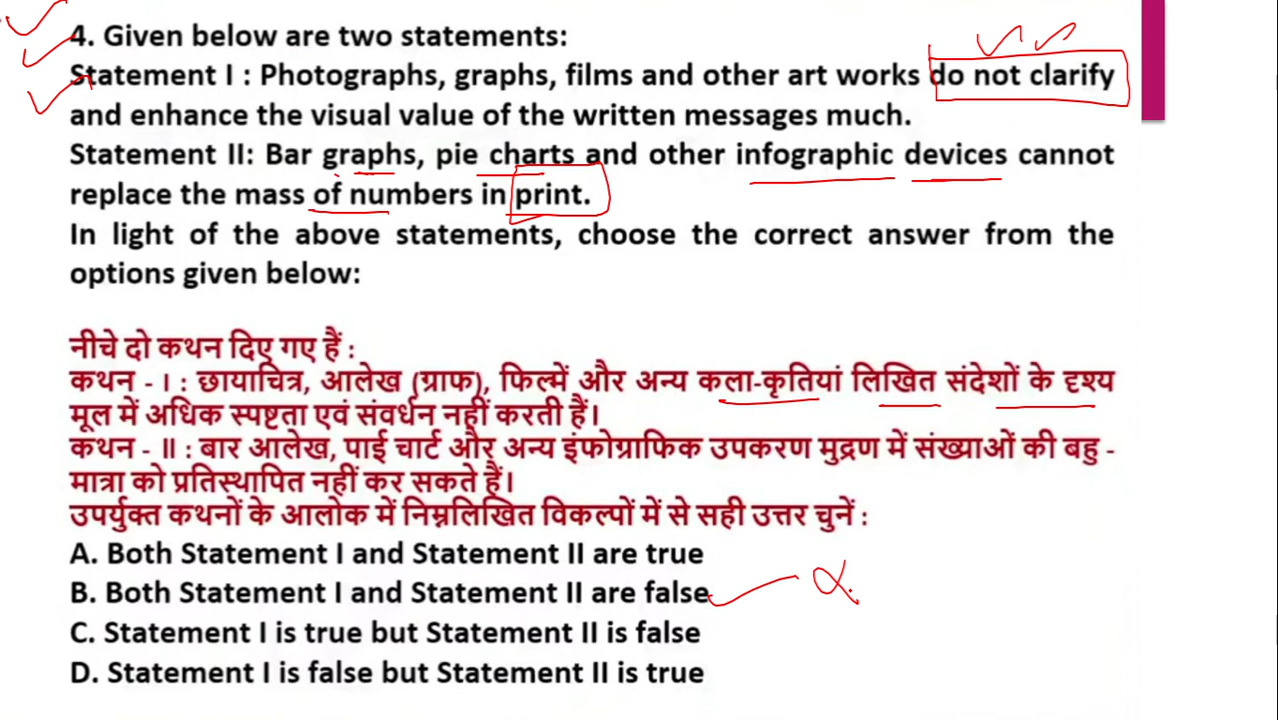 4. Given below are two statements:
Statement I : Photographs, graphs, films and other art works do not clarify
and enhance the visual value of the written messages much.
Statement II: Bar graphs, pie charts and other infographic devices cannot
replace the mass of numbers in print.
In light of the above statements, choose the correct answer from the
options given below:
नीचे दो कथन दिए गए हैं :
कथन - I : छायाचित्र, आलेख (ग्राफ), फिल्में और अन्य कला-कृतियां लिखित संदेशों के दृश्य
मूल में अधिक स्पष्टता एवं संवर्धन नहीं करती हैं।
कथन - II : बार आलेख, पाई चार्ट और अन्य इंफोग्राफिक उपकरण मुद्रण में संख्याओं की बहु -
मात्रा को प्रतिस्थापित नहीं कर सकते हैं।
उपर्युक्त कथनों के आलोक में निम्नलिखित विकल्पों में से सही उत्तर चुनें :
A. Both Statement I and Statement II are true
B. Both Statement I and Statement II are false
C. Statement I is true but Statement II is false
D. Statement I is false but Statement II is true